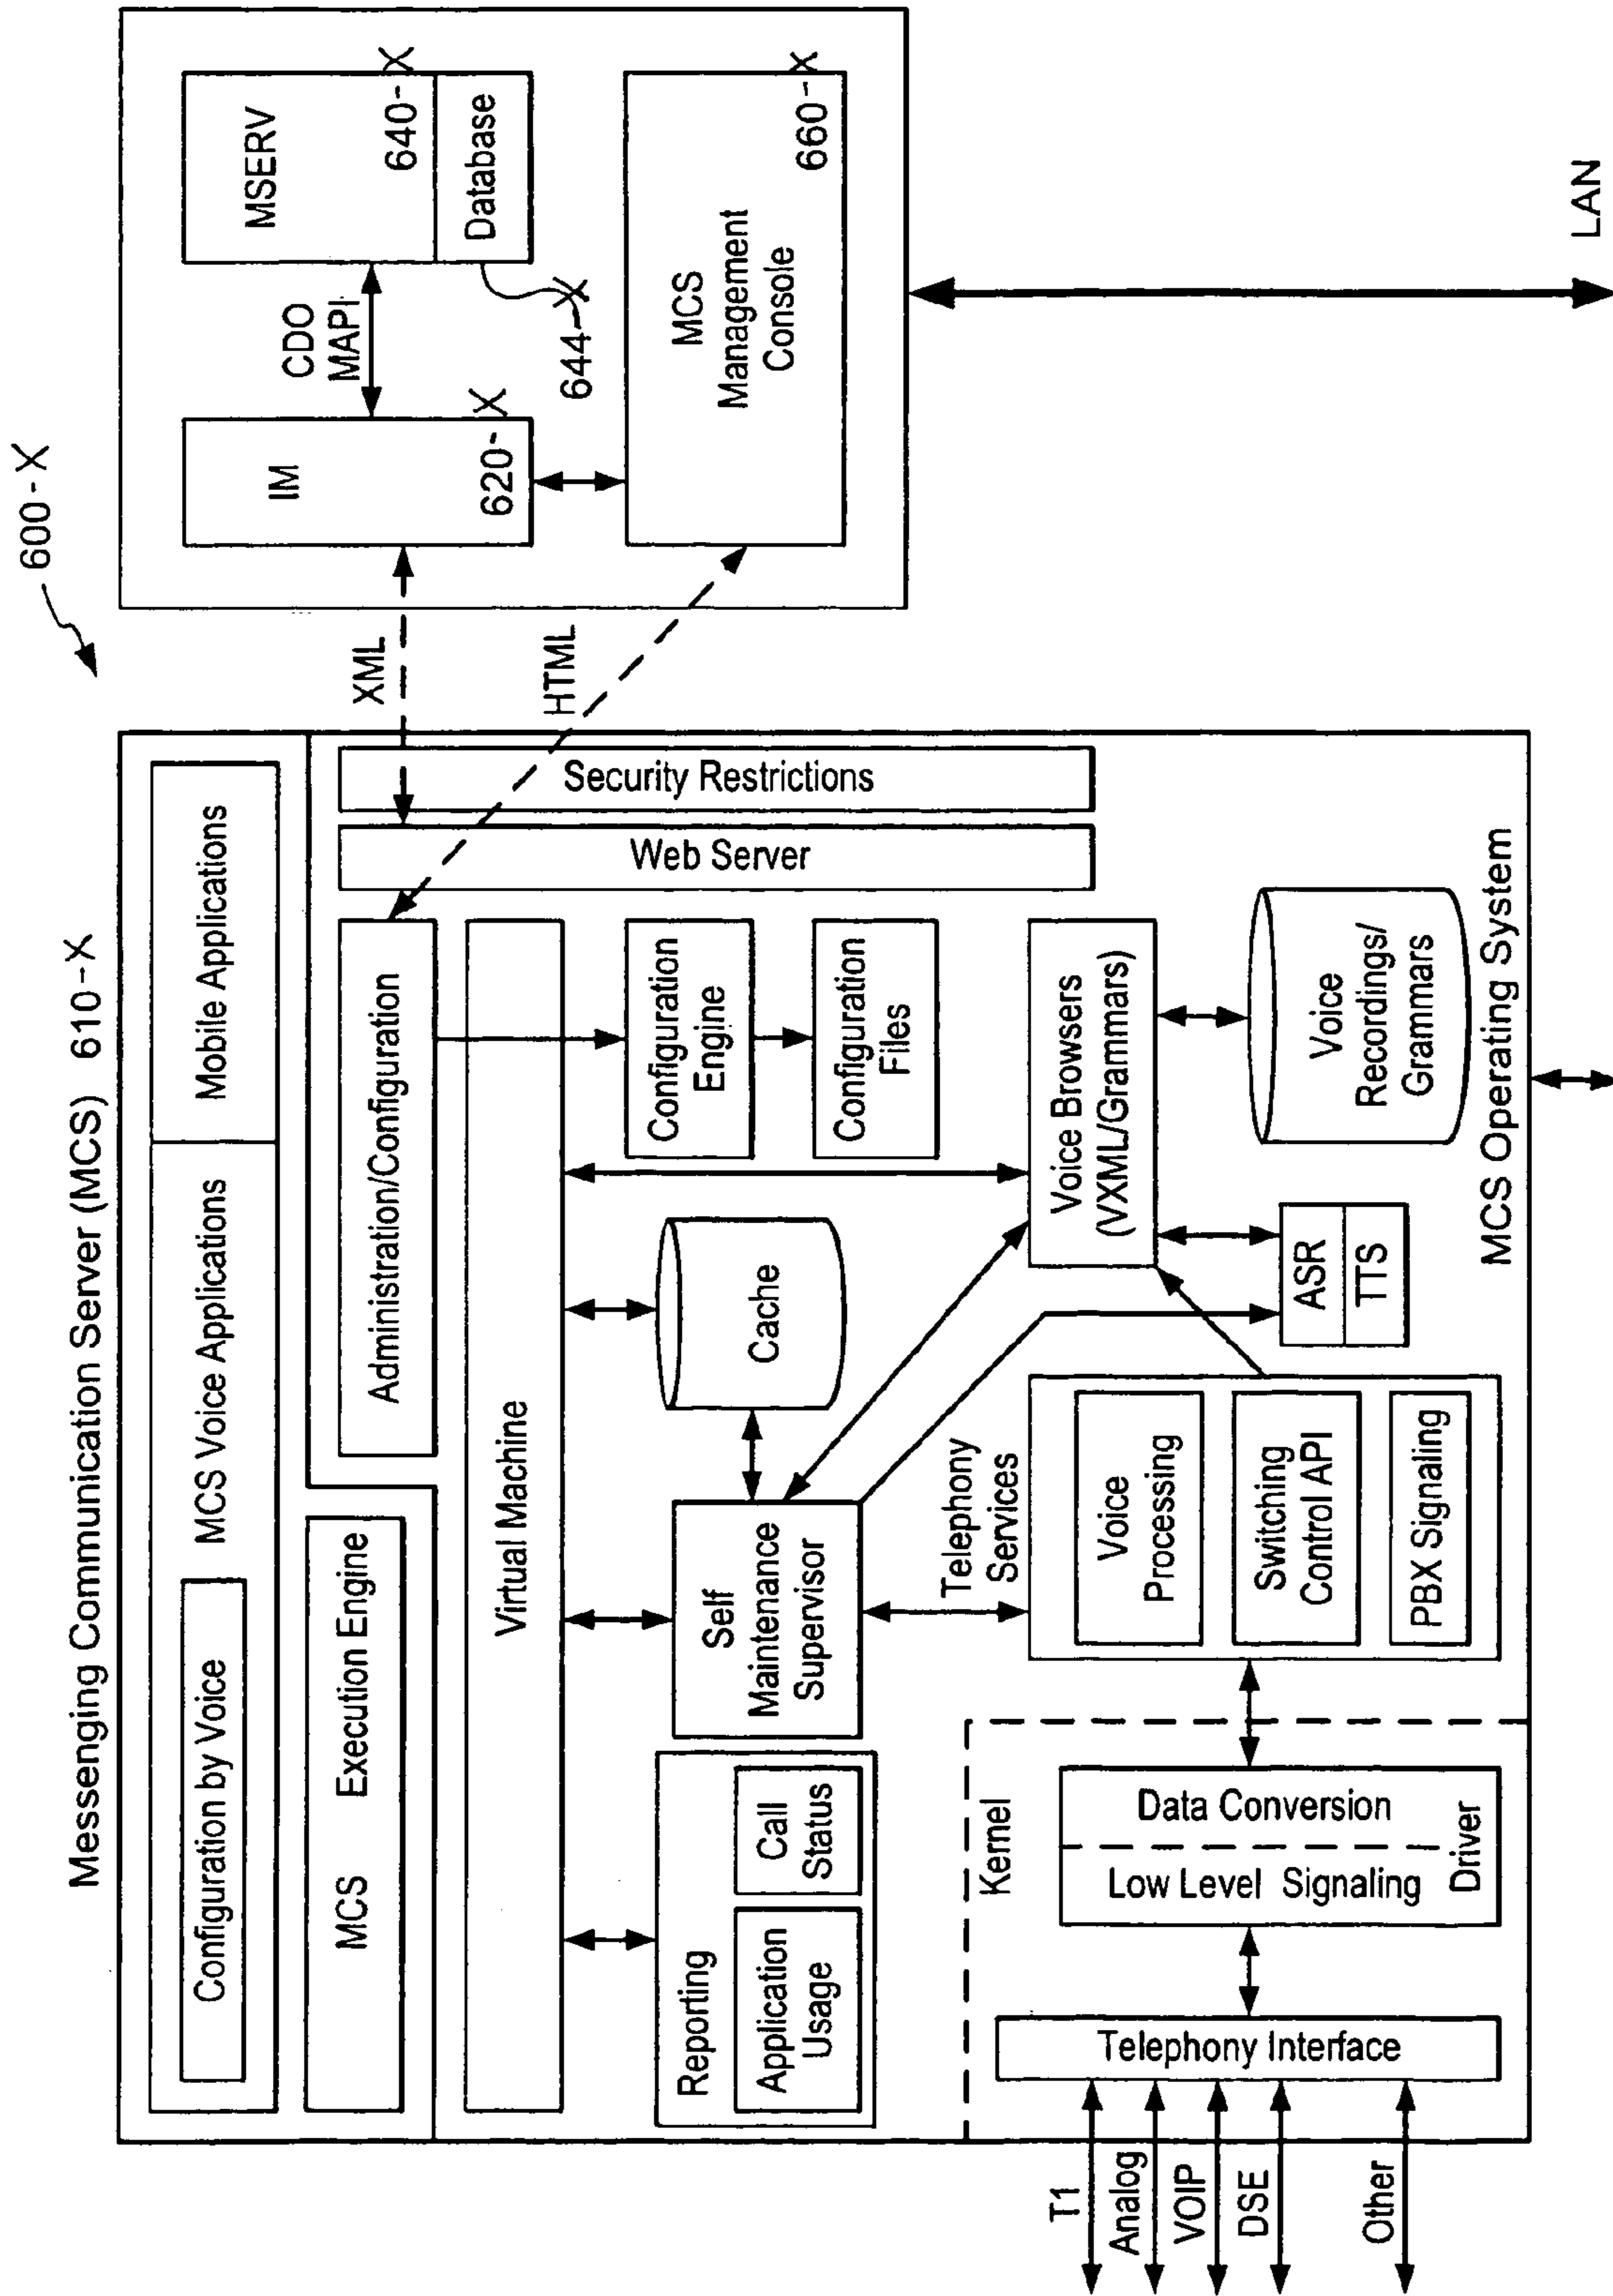 600-X
Messenging Communication Server (MCS) 610-X
Configuration by Voice
MCS Voice Applications
Mobile Applications
MCS Execution Engine
Administration/Configuration
Virtual Machine
Web Server
Security Restrictions
Reporting
Application
Usage
Call
Status
Self
Maintenance
Supervisor
Cache
Configuration
Engine
Configuration
Files
Kernel
Telephony Interface
Low Level Signaling
Data Conversion
Driver
Telephony
Services
Voice
Processing
Switching
Control API
PBX Signaling
Voice Browsers
(VXML/Grammars)
ASR
TTS
Voice
Recordings/
Grammars
MCS Operating System
T1
Analog
VOIP
DSE
Other
XML
HTML
IM
620-X
CDO
MAPI
MSERV
640-X
Database
644-X
MCS
Management
Console
660-X
LAN